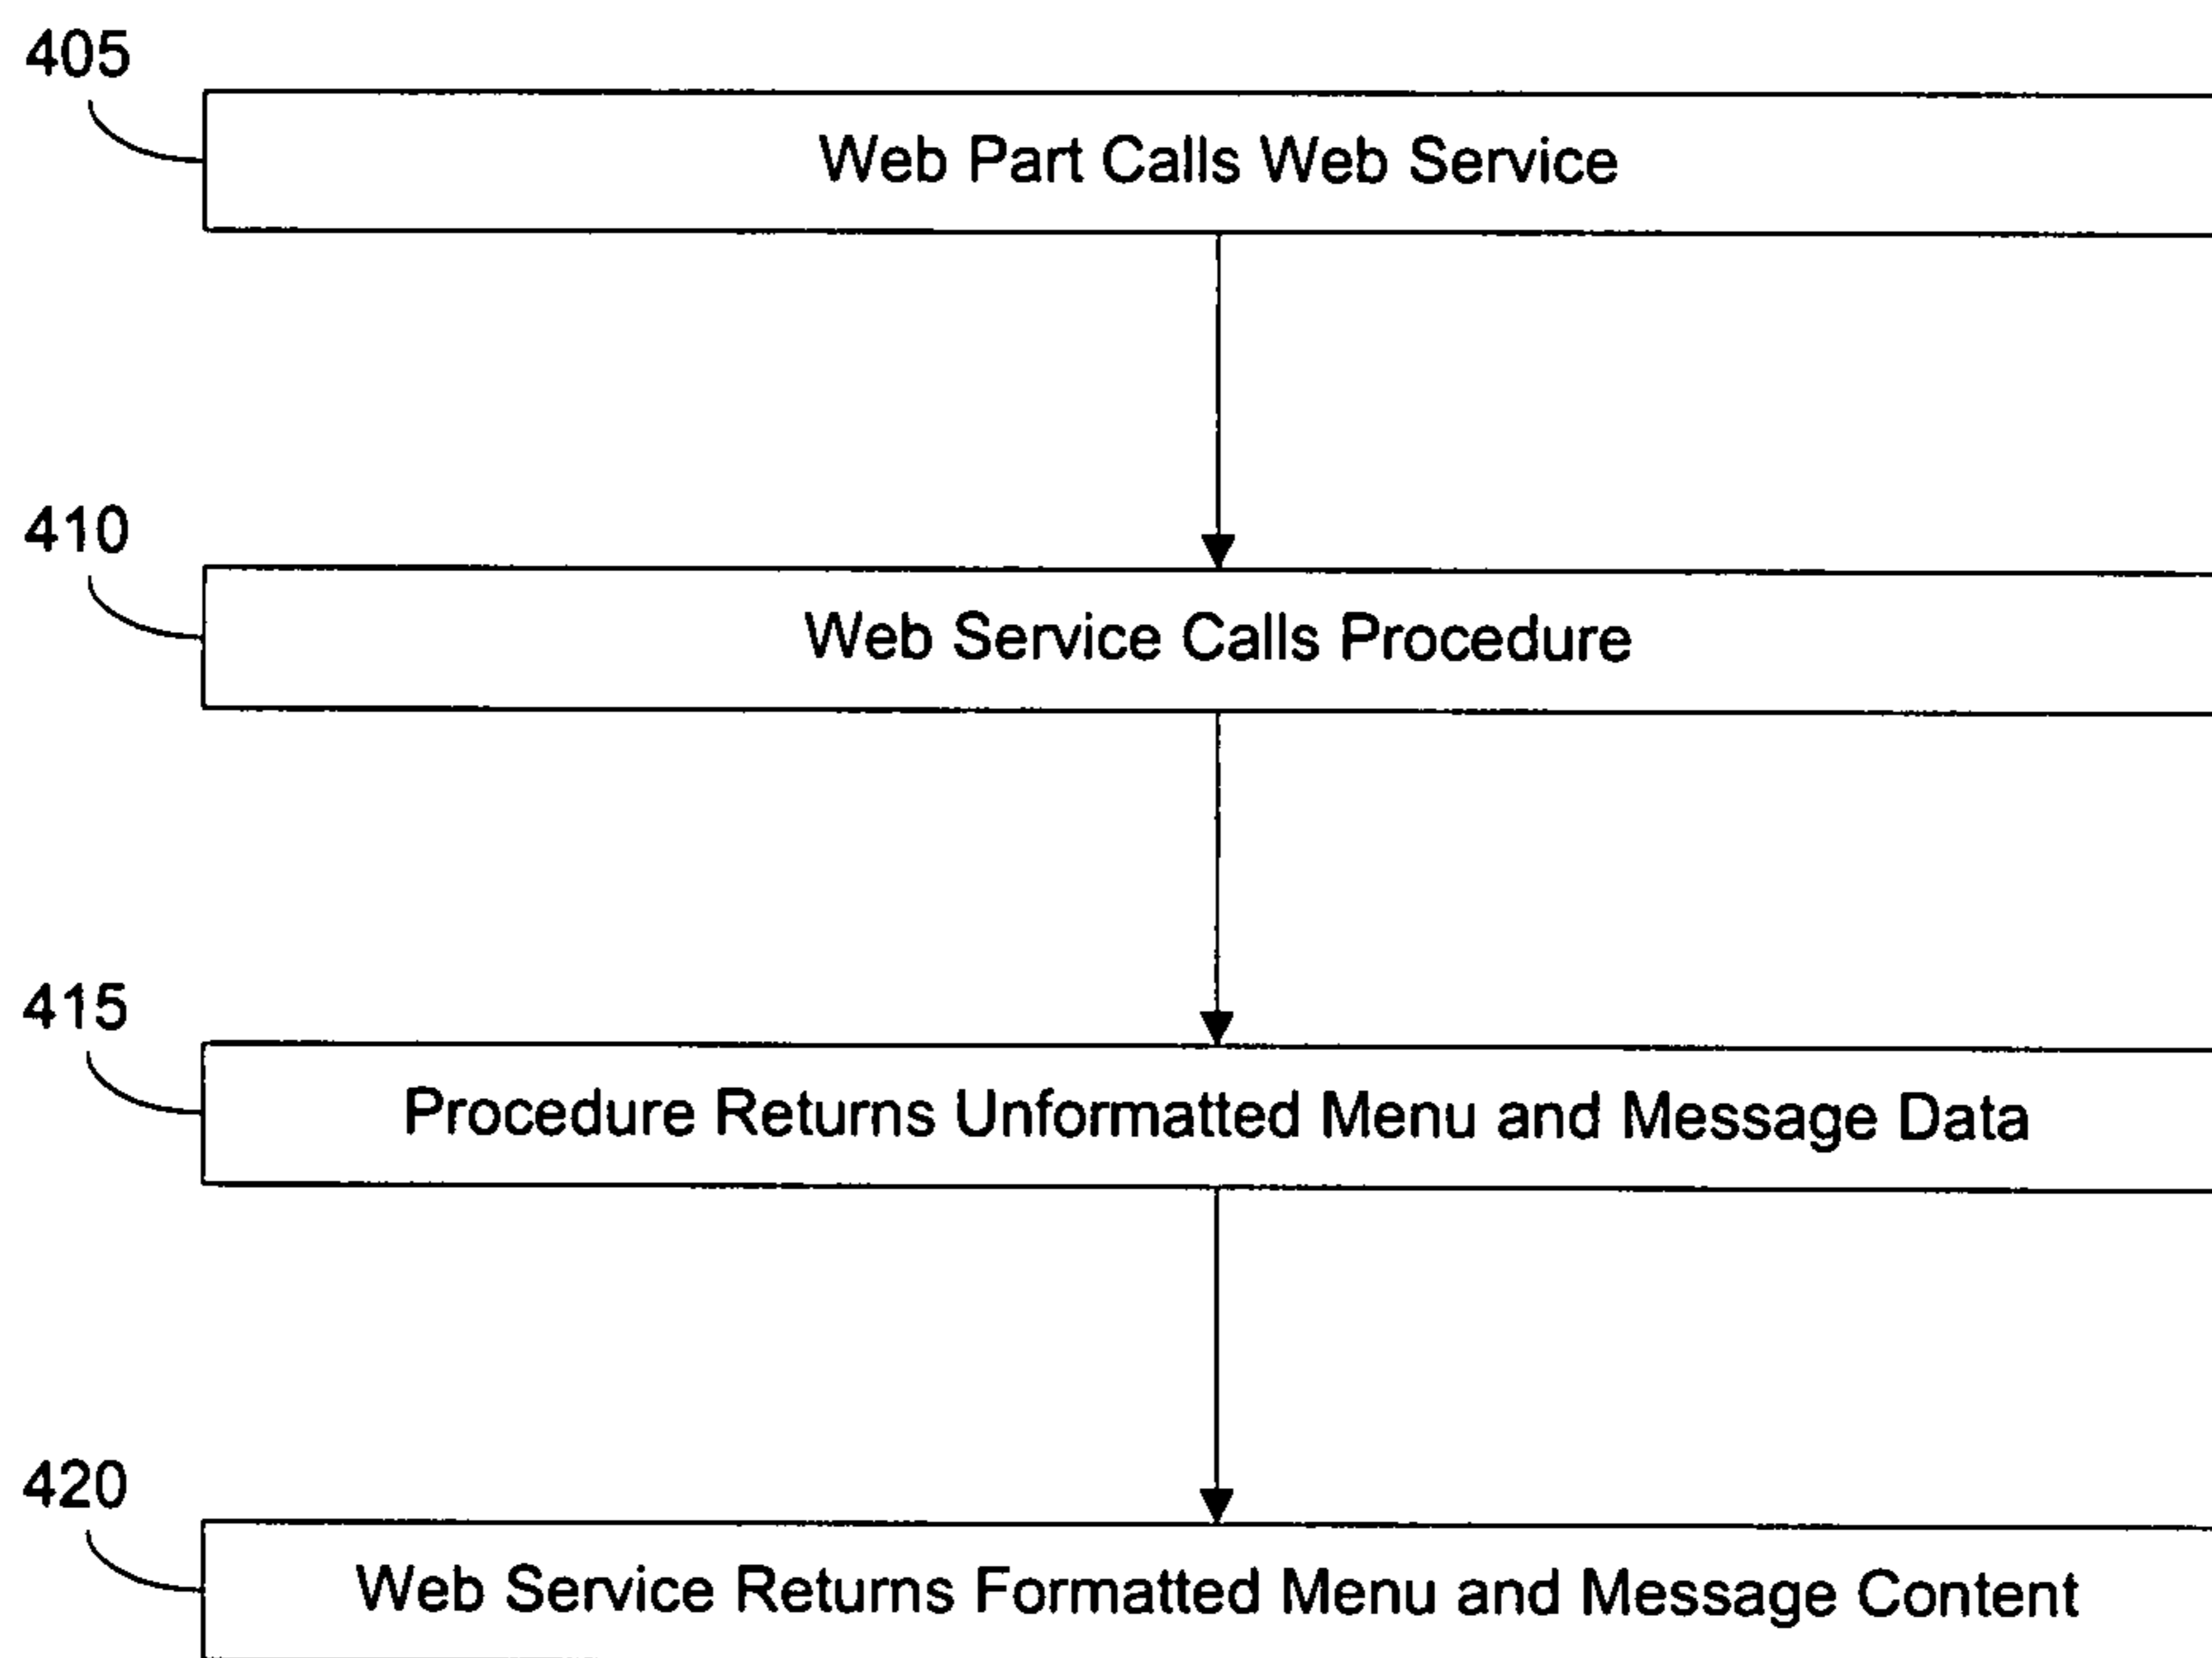 405
Web Part Calls Web Service
410
Web Service Calls Procedure
415
Procedure Returns Unformatted Menu and Message Data
420
Web Service Returns Formatted Menu and Message Content